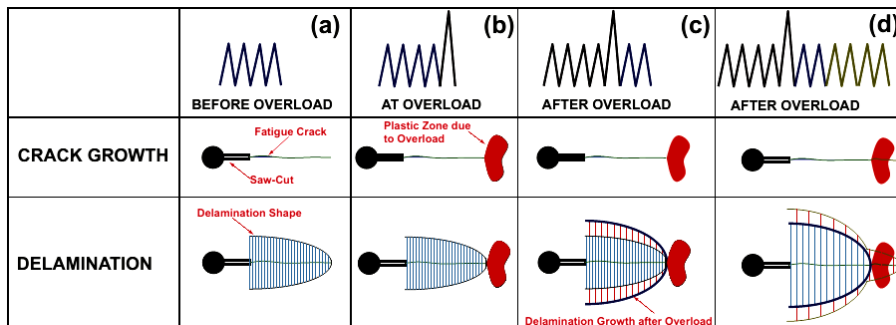 (a)
(b)
(c)
(d)
BEFORE OVERLOAD
AT OVERLOAD
AFTER OVERLOAD
AFTER OVERLOAD
CRACK GROWTH
Fatigue Crack
Saw-Cut
Plastic Zone due
to Overload
DELAMINATION
Delamination Shape
Delamination Growth after Overload